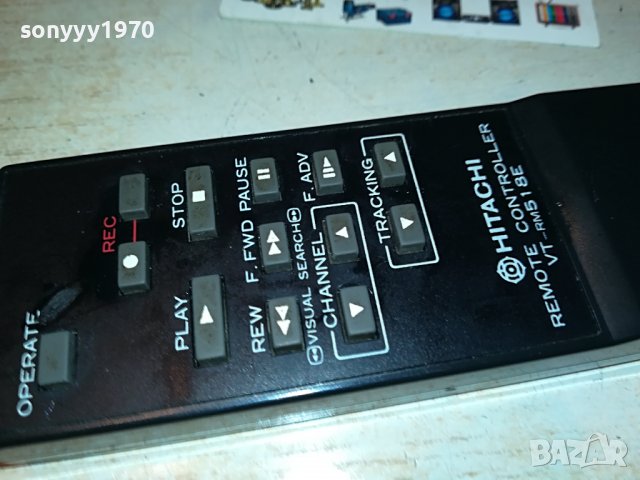 sonyyy1970
OPERATE
REC
PLAY
STOP
REW
F. FWD
PAUSE
VISUAL SEARCH
F. ADV
CHANNEL
TRACKING
HITACHI
REMOTE CONTROLLER
VT-RM518E
BAZAR